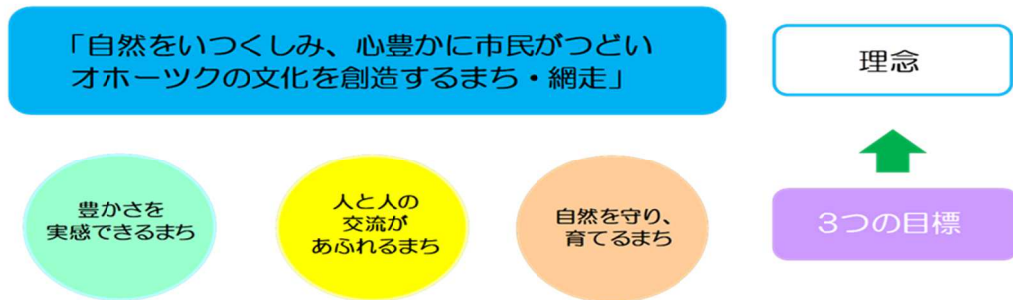 「自然をいつくしみ、心豊かに市民がつどい
オホーツクの文化を創造するまち・網走」
理念
豊かさを
実感できるまち
人と人の
交流が
あふれるまち
自然を守り、
育てるまち
３つの目標